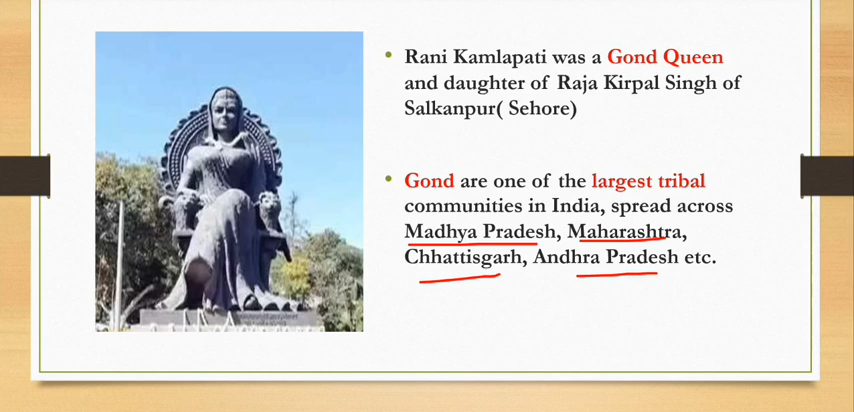 Rani Kamlapati was a Gond Queen
and daughter of Raja Kirpal Singh of
Salkanpur( Sehore)
Gond are one of the largest tribal
communities in India, spread across
Madhya Pradesh, Maharashtra,
Chhattisgarh, Andhra Pradesh etc.